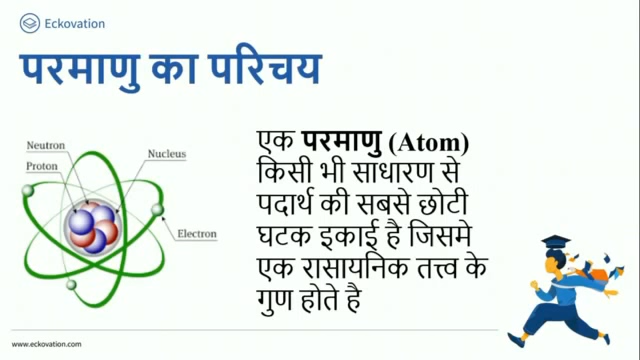 Eckovation
परमाणु का परिचय
Neutron
Proton
Nucleus
Electron
एक परमाणु (Atom)
किसी भी साधारण से
पदार्थ की सबसे छोटी
घटक इकाई है जिसमे
एक रासायनिक तत्त्व के
गुण होते है
www.eckovation.com